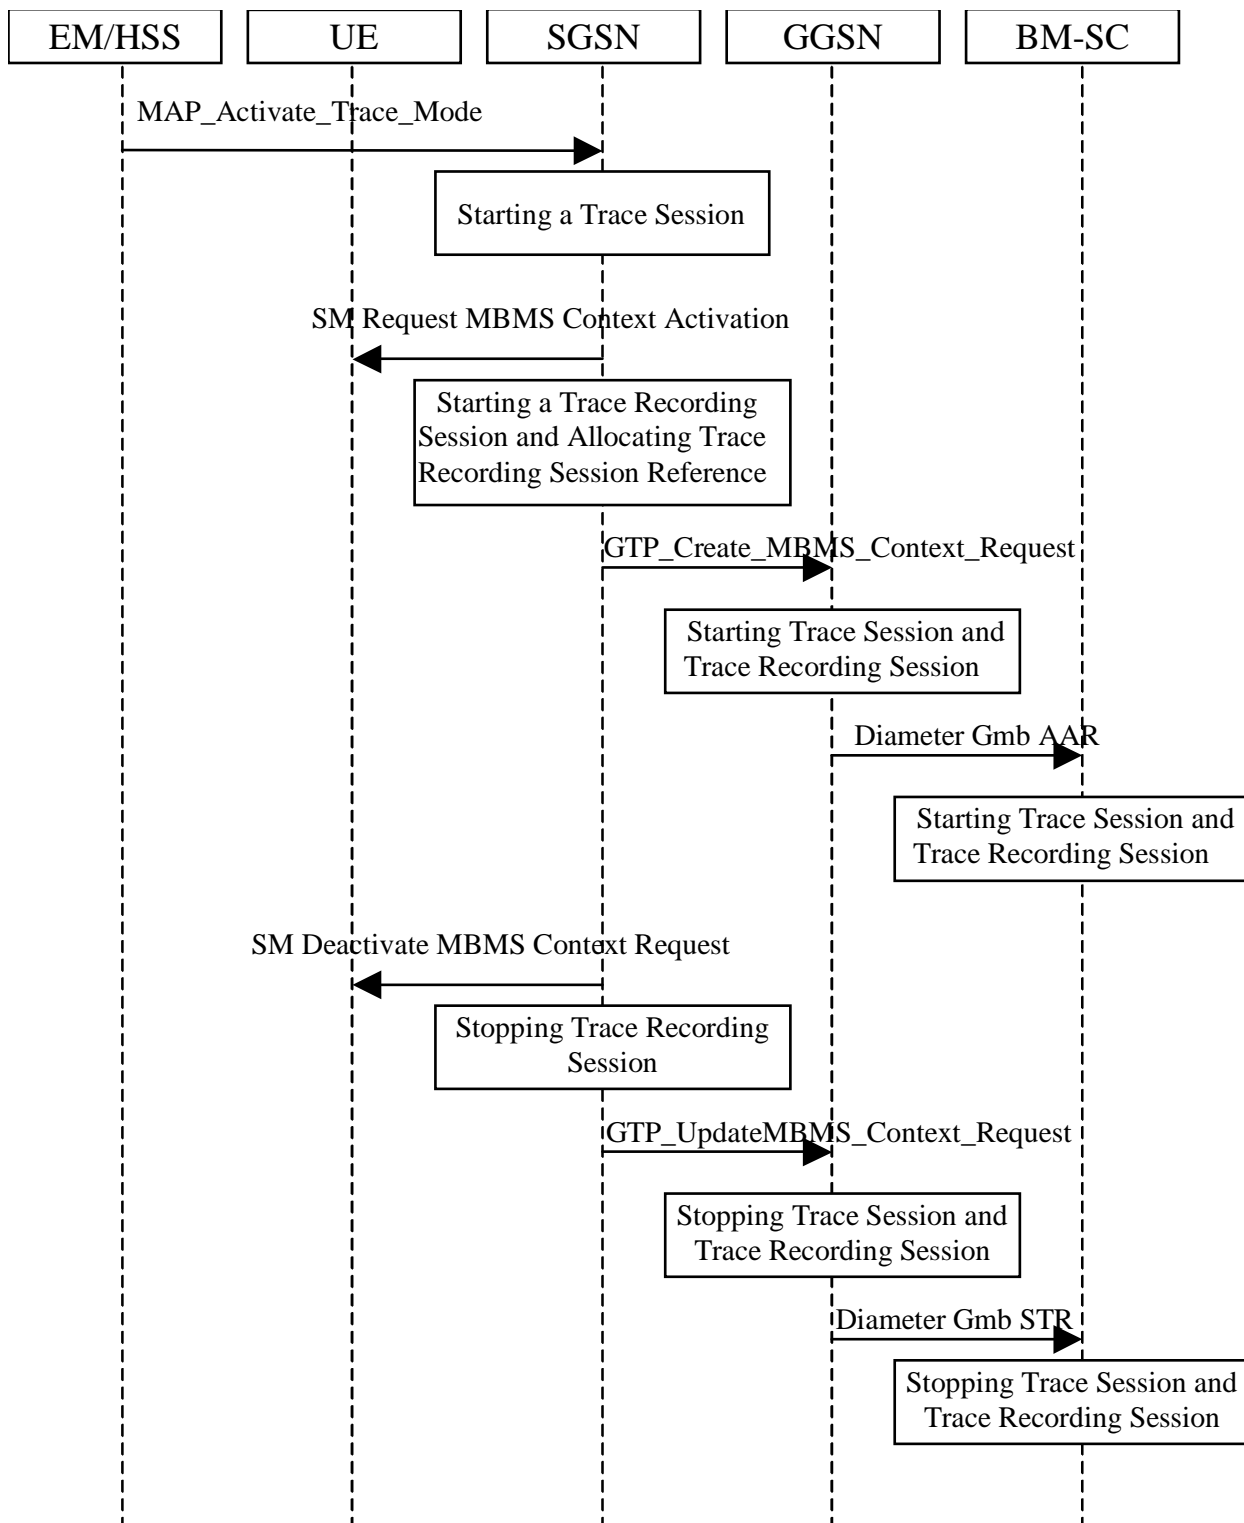 EM/HSS
UE
SGSN
GGSN
BM-SC
MAP_Activate_Trace_Mode
Starting a Trace Session
SM Request MBMS Context Activation
Starting a Trace Recording
Session and Allocating Trace
Recording Session Reference
GTP_Create_MBMS_Context_Request
Starting Trace Session and
Trace Recording Session
Diameter Gmb AAR
Starting Trace Session and
Trace Recording Session
SM Deactivate MBMS Context Request
Stopping Trace Recording
Session
GTP_UpdateMBMS_Context_Request
Stopping Trace Session and
Trace Recording Session
Diameter Gmb STR
Stopping Trace Session and
Trace Recording Session